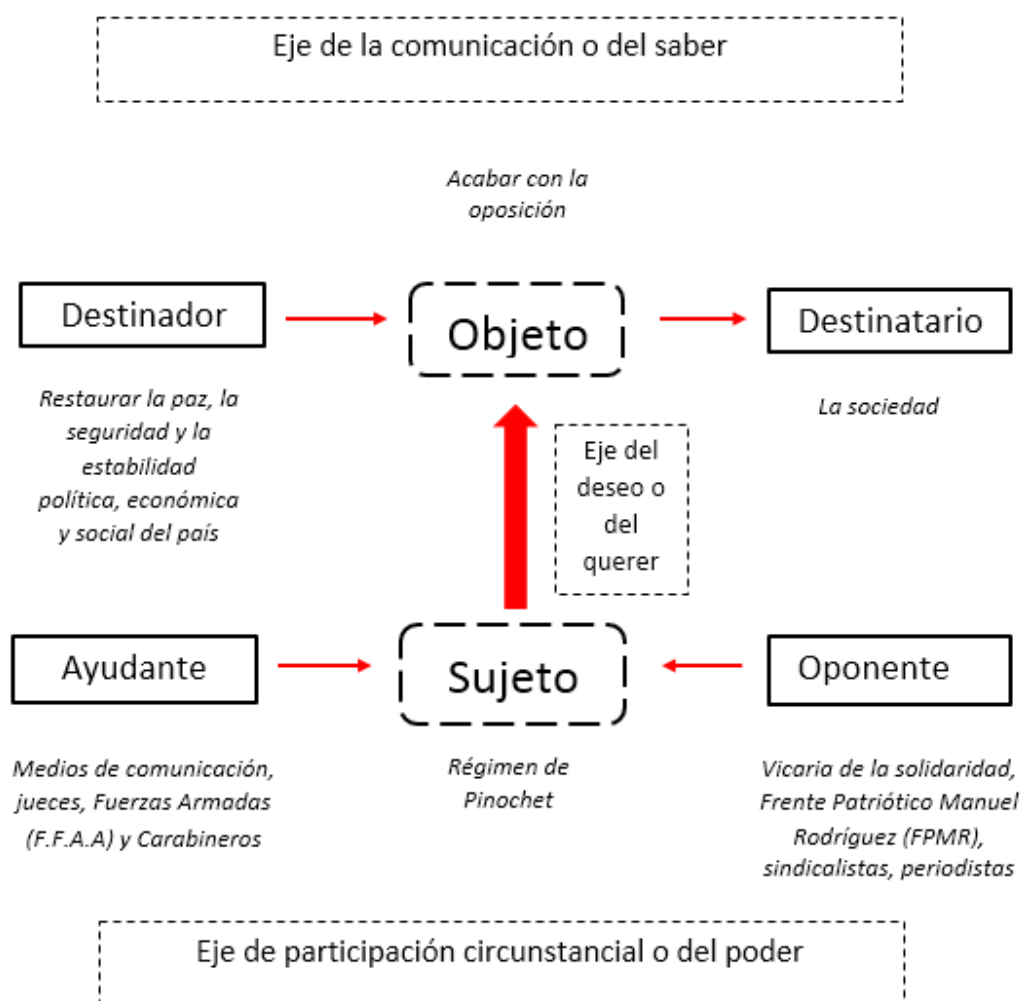 Eje de la comunicación o del saber
Acabar con la
oposición
Destinador
Objeto
Destinatario
Restaurar la paz, la
seguridad y la
estabilidad
política, económica
y social del país
La sociedad
Eje del
deseo o
del
querer
Ayudante
Sujeto
Oponente
Medios de comunicación,
jueces, Fuerzas Armadas
(F.F.A.A) y Carabineros
Régimen de
Pinochet
Vicaria de la solidaridad,
Frente Patriótico Manuel
Rodríguez (FPMR),
sindicalistas, periodistas
Eje de participación circunstancial o del poder